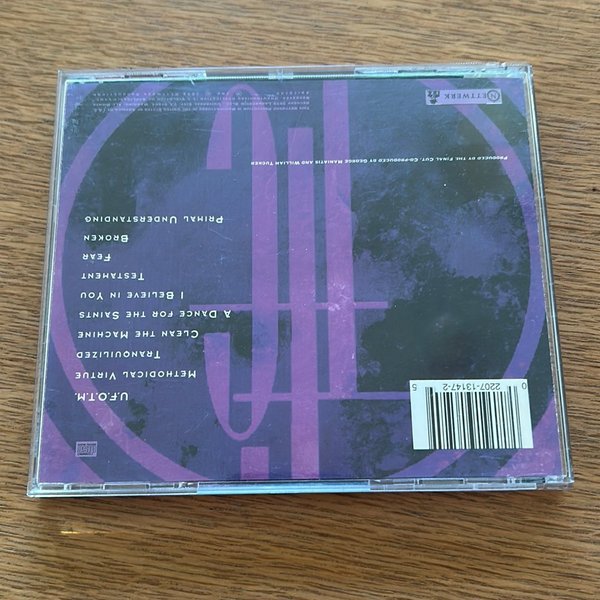 U.F.O.T.M.
Methodical Virtue
Tranquilized
Clean the Machine
A Dance for the Saints
I Believe in You
Testament
Fear
Broken
Primal Understanding
Produced by The Final Cut, Co-produced by George Maniatis and William Tucker
Nettwerk
0 2207-13147-2 5